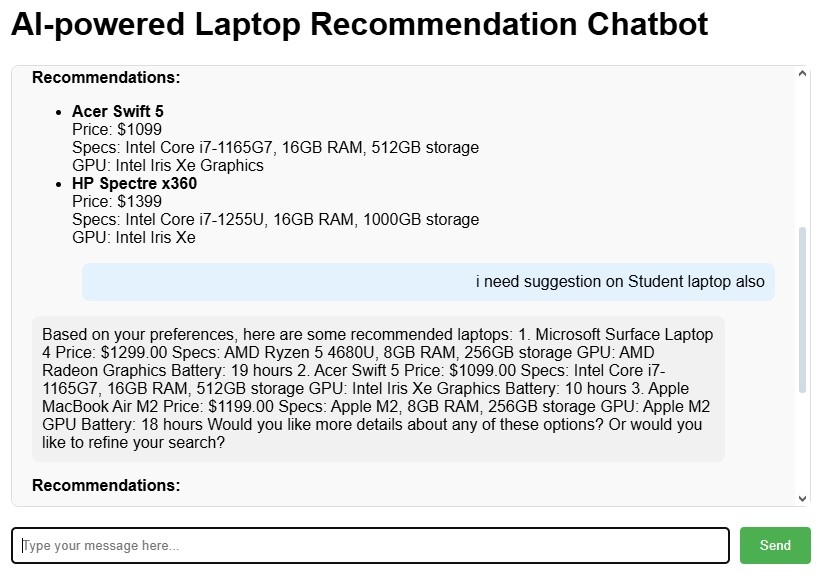 AI-powered Laptop Recommendation Chatbot
Recommendations:
• Acer Swift 5
Price: $1099
Specs: Intel Core i7-1165G7, 16GB RAM, 512GB storage
GPU: Intel Iris Xe Graphics
• HP Spectre x360
Price: $1399
Specs: Intel Core i7-1255U, 16GB RAM, 1000GB storage
GPU: Intel Iris Xe
i need suggestion on Student laptop also
Based on your preferences, here are some recommended laptops: 1. Microsoft Surface Laptop
4 Price: $1299.00 Specs: AMD Ryzen 5 4680U, 8GB RAM, 256GB storage GPU: AMD
Radeon Graphics Battery: 19 hours 2. Acer Swift 5 Price: $1099.00 Specs: Intel Core i7-
1165G7, 16GB RAM, 512GB storage GPU: Intel Iris Xe Graphics Battery: 10 hours 3. Apple
MacBook Air M2 Price: $1199.00 Specs: Apple M2, 8GB RAM, 256GB storage GPU: Apple M2
GPU Battery: 18 hours Would you like more details about any of these options? Or would you
like to refine your search?
Recommendations:
Type your message here...
Send